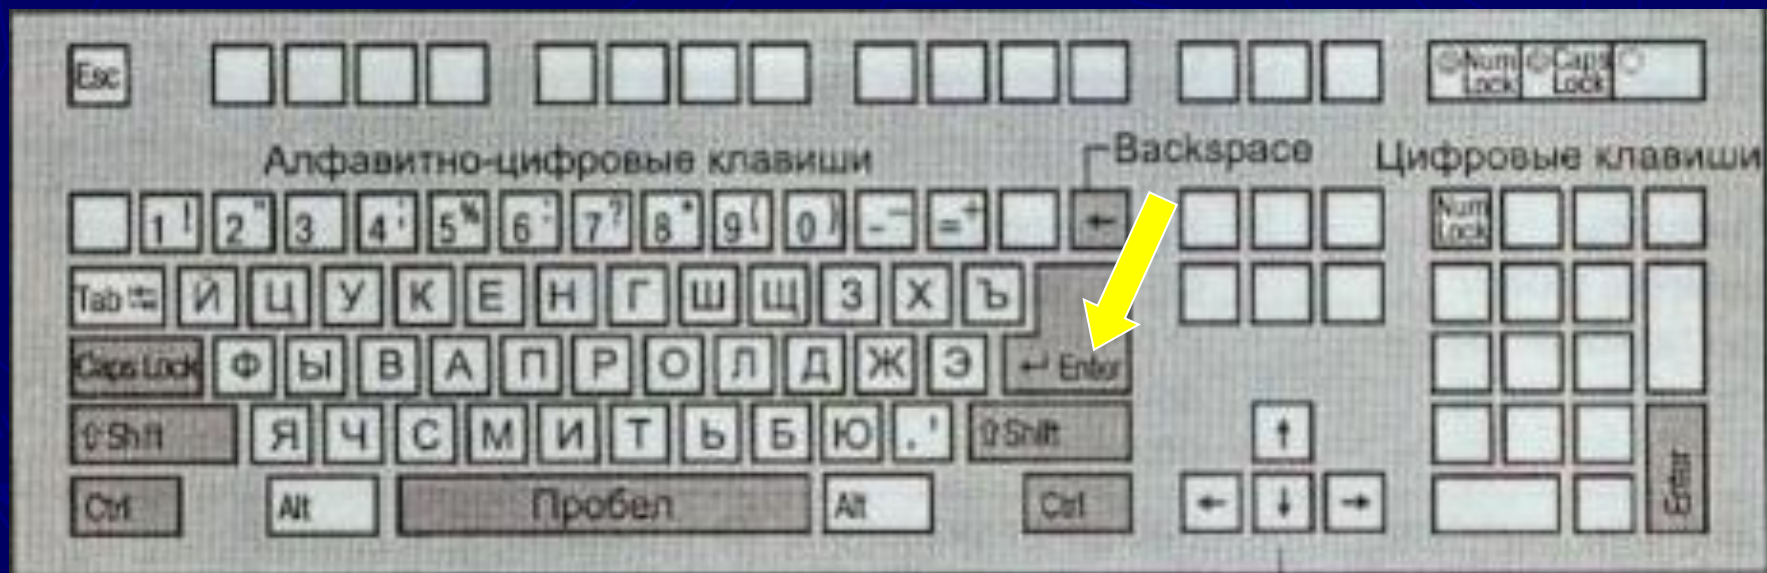 Esc Num Lock Caps Lock
Алфавитно-цифровые клавиши Backspace Цифровые клавиши
1 ! 2 " 3 4 ; 5 % 6 : 7 ? 8 * 9 ( 0 ) - _ = + ← Num Lock
Tab ↹ Й Ц У К Е Н Г Ш Щ З Х Ъ
Caps Lock Ф Ы В А П Р О Л Д Ж Э ↵ Enter
⇧ Shift Я Ч С М И Т Ь Б Ю . ' ⇧ Shift ↑ Enter
Ctrl Alt Пробел Alt Ctrl ← ↓ →